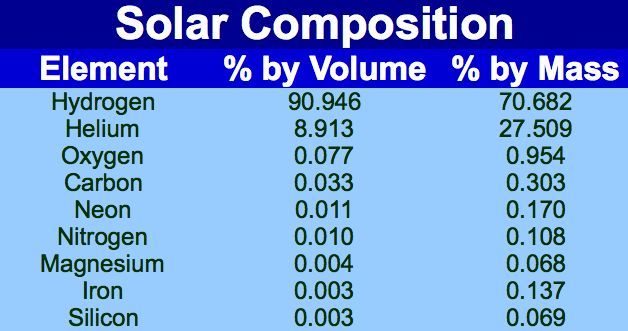 Solar Composition
Element % by Volume % by Mass
Hydrogen 90.946 70.682
Helium 8.913 27.509
Oxygen 0.077 0.954
Carbon 0.033 0.303
Neon 0.011 0.170
Nitrogen 0.010 0.108
Magnesium 0.004 0.068
Iron 0.003 0.137
Silicon 0.003 0.069